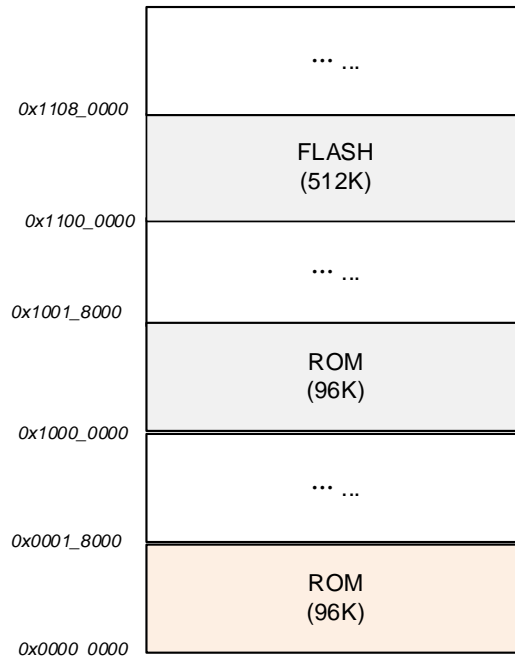 ... ...
0x1108_0000
FLASH
(512K)
0x1100_0000
... ...
0x1001_8000
ROM
(96K)
0x1000_0000
... ...
0x0001_8000
ROM
(96K)
0x0000_0000